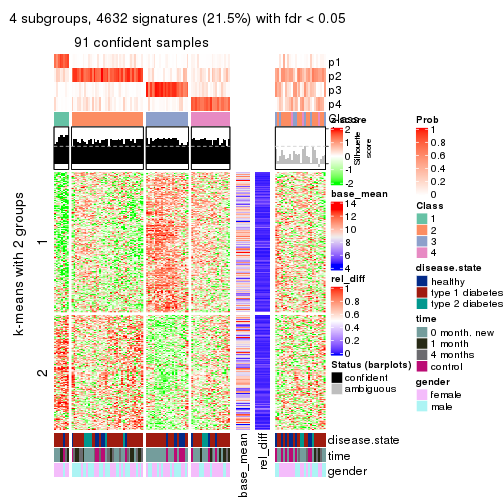 4 subgroups, 4632 signatures (21.5%) with fdr < 0.05
91 confident samples
p1
p2
p3
p4
Class
z-score
2
1
0
-1
-2
Silhouette
score
k-means with 2 groups
1
2
base_mean
14
12
10
8
6
4
rel_diff
1
0.8
0.6
0.4
0.2
0
Status (barplots)
confident
ambiguous
Prob
1
0.8
0.6
0.4
0.2
0
Class
1
2
3
4
disease.state
healthy
type 1 diabetes
type 2 diabetes
time
0 month. new
1 month
4 months
control
gender
female
male
disease.state
time
gender
base_mean
rel_diff